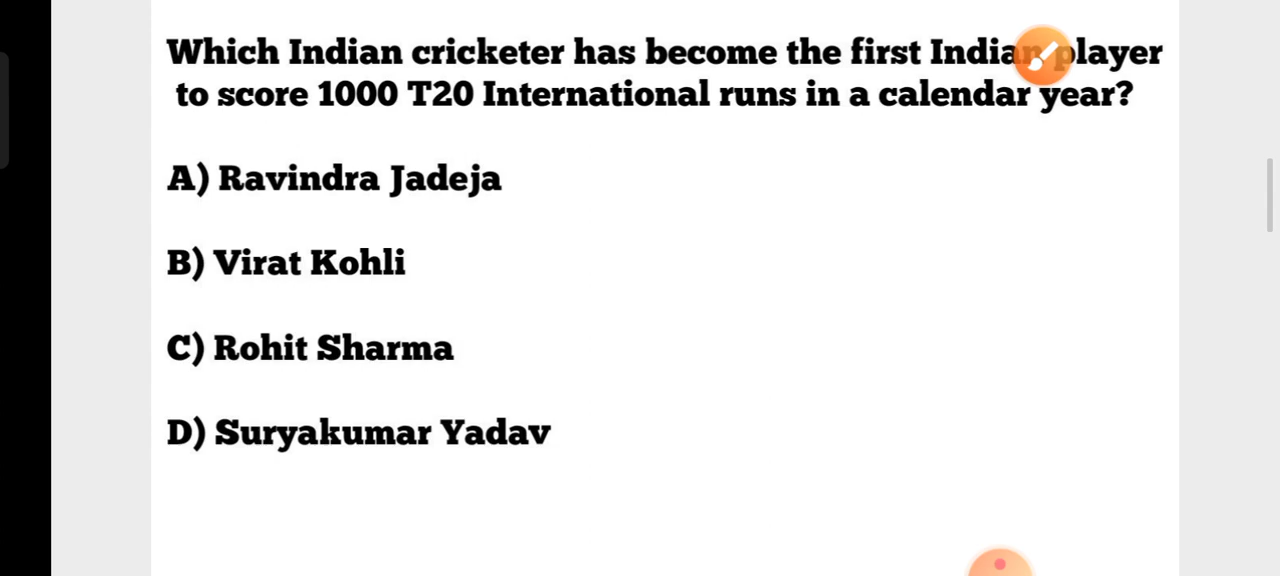 Which Indian cricketer has become the first Indian player
to score 1000 T20 International runs in a calendar year?
A) Ravindra Jadeja
B) Virat Kohli
C) Rohit Sharma
D) Suryakumar Yadav